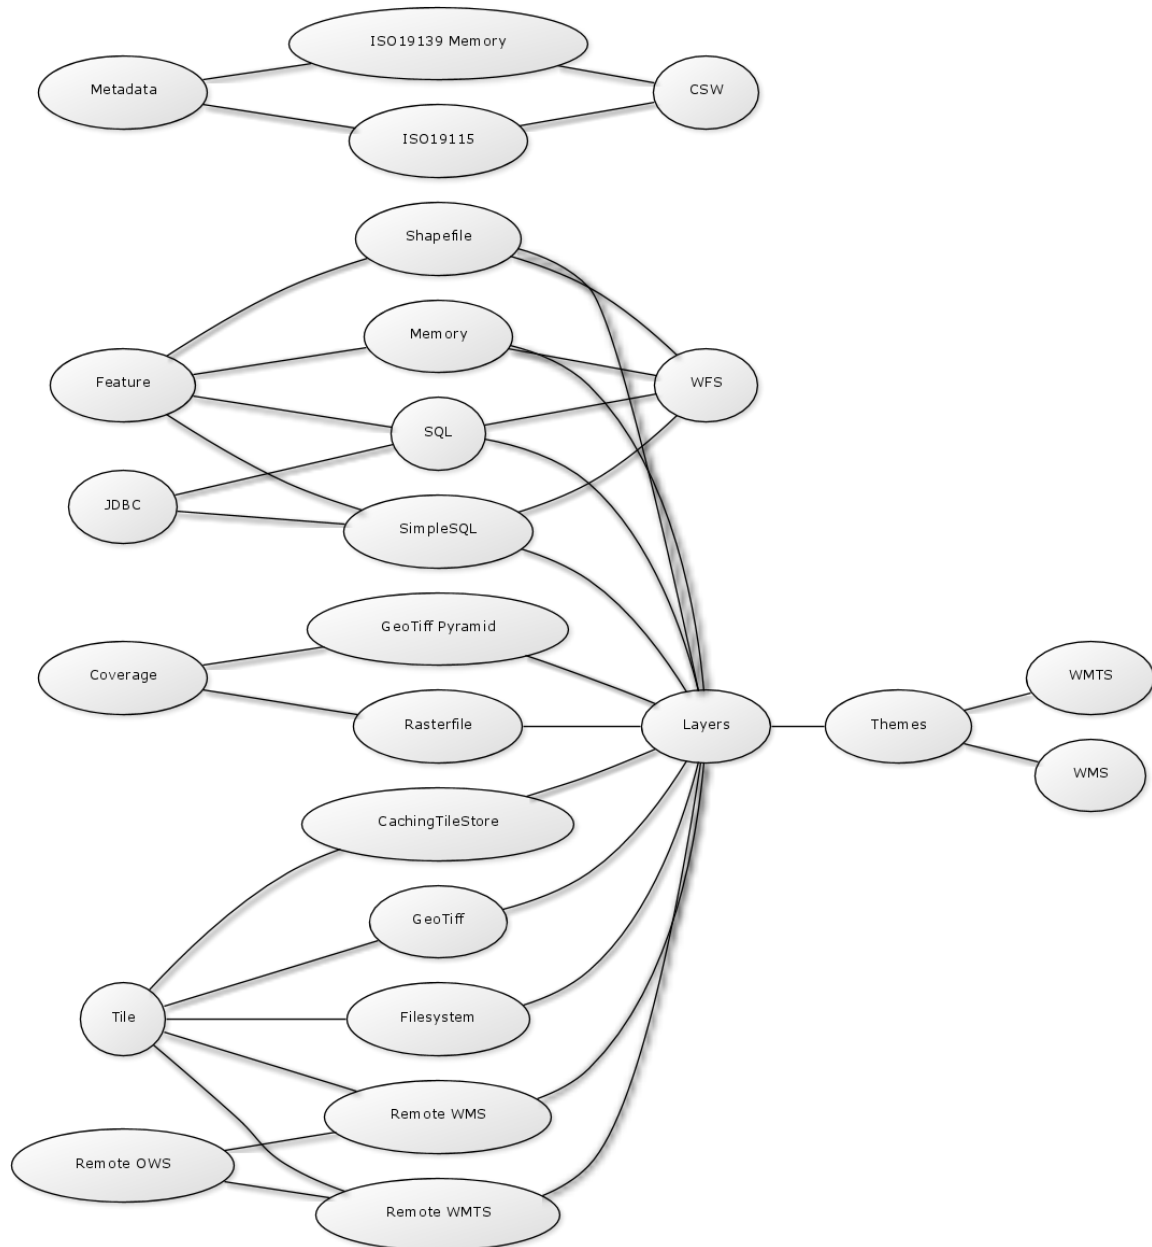 ISO19139 Memory
Metadata
CSW
ISO19115
Shapefile
Memory
Feature
WFS
SQL
JDBC
SimpleSQL
GeoTiff Pyramid
Coverage
WMTS
Rasterfile
Layers
Themes
WMS
CachingTileStore
GeoTiff
Tile
Filesystem
Remote WMS
Remote OWS
Remote WMTS